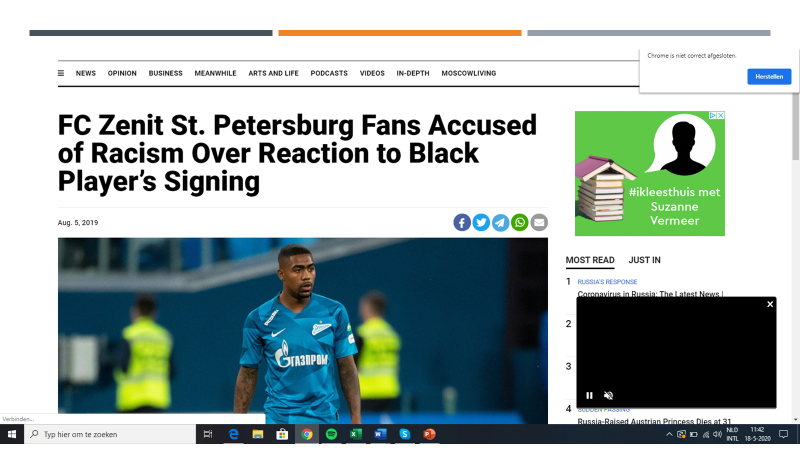 Chrome is niet correct afgesloten.
Herstellen
NEWS OPINION BUSINESS MEANWHILE ARTS AND LIFE PODCASTS VIDEOS IN-DEPTH MOSCOWLIVING
FC Zenit St. Petersburg Fans Accused
of Racism Over Reaction to Black
Player's Signing
Aug. 5, 2019
#ikleesthuis met
Suzanne
Vermeer
MOST READ JUST IN
1 RUSSIA'S RESPONSE
Coronavirus in Russia: The Latest News |
2
3
4 SUDDEN PASSING
Russia-Raised Austrian Princess Dies at 31
ГАЗПРОМ
Verbinden...
Typ hier om te zoeken
NLD 11:42
INTL 18-5-2020